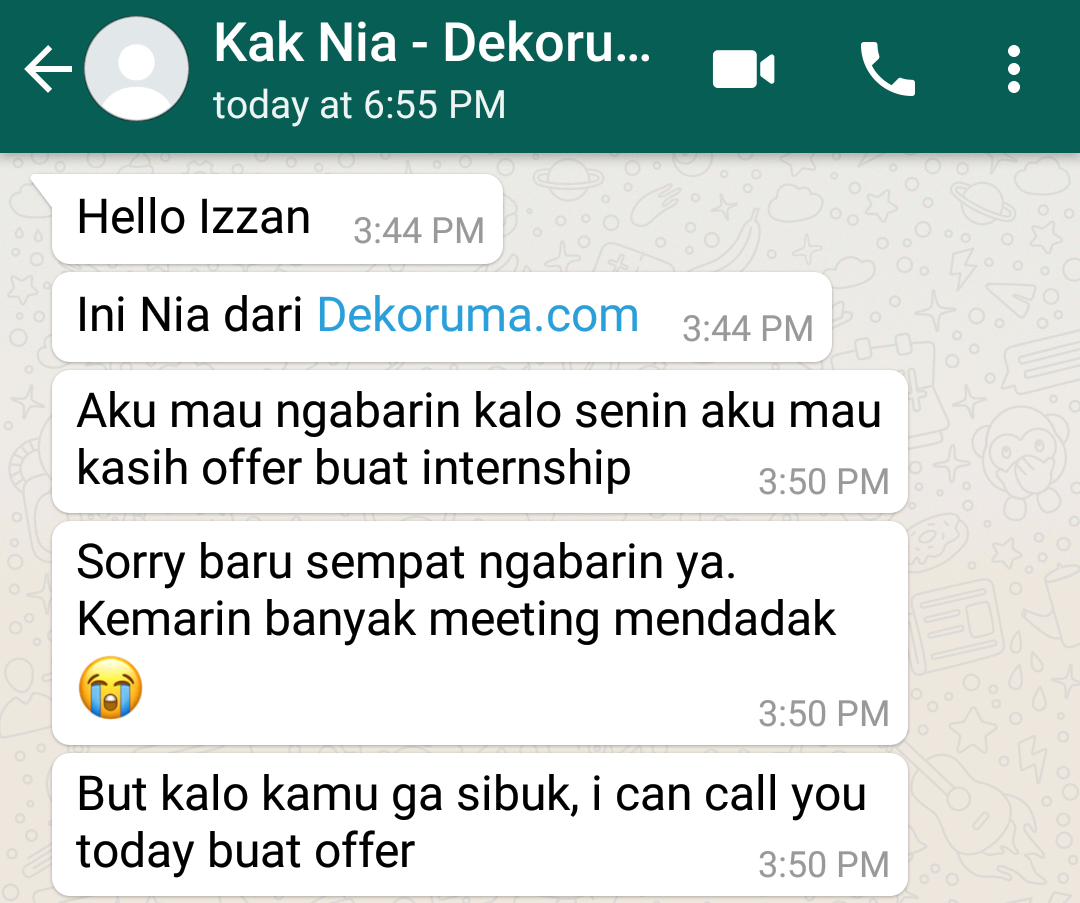 Kak Nia - Dekoru...
today at 6:55 PM
Hello Izzan 3:44 PM
Ini Nia dari Dekoruma.com 3:44 PM
Aku mau ngabarin kalo senin aku mau
kasih offer buat internship 3:50 PM
Sorry baru sempat ngabarin ya.
Kemarin banyak meeting mendadak
😭 3:50 PM
But kalo kamu ga sibuk, i can call you
today buat offer 3:50 PM